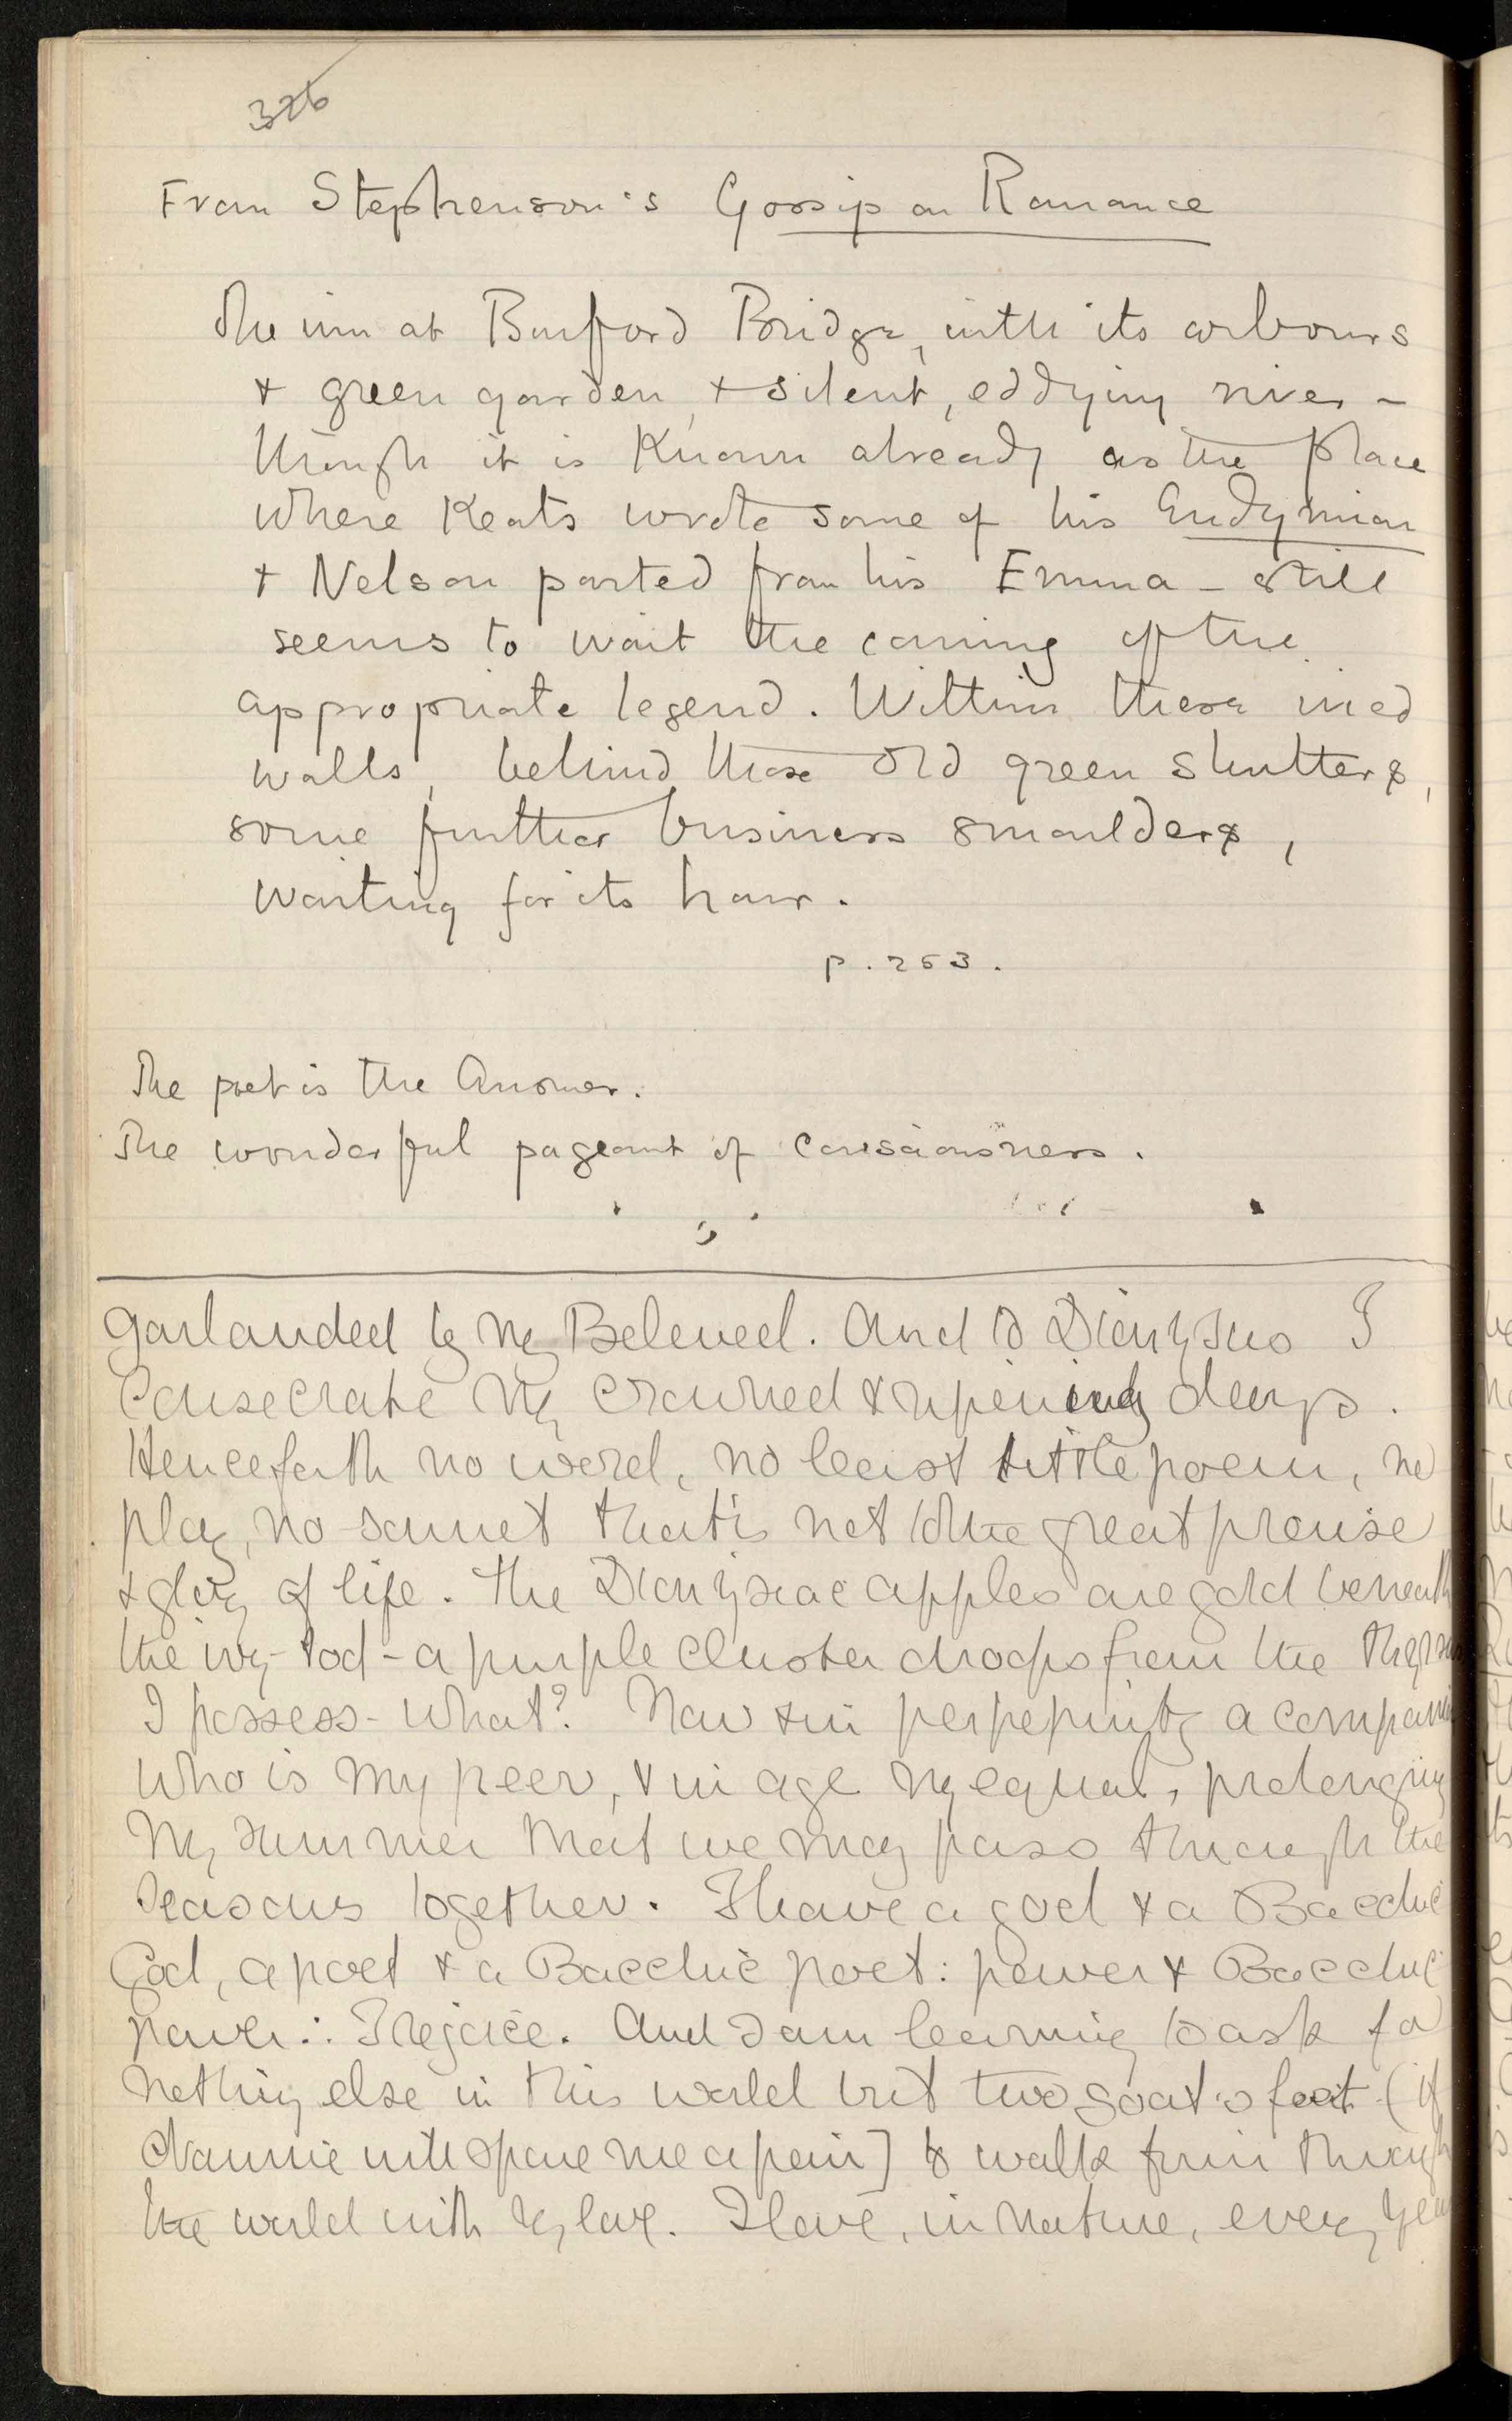 326
From Stephenson's Gossip on Romance
The inn at Burford Bridge, with its arbours
+ green garden, + silent, eddying river -
though it is known already as the place
where Keats wrote some of his Endymion
+ Nelson parted from his Emma - still
seems to wait the coming of the
appropriate legend. Within these ivied
walls, behind these old green shutters,
some further business smoulders,
waiting for its hour.
p. 253.
The poet is the Answer.
The wonderful pageant of consciousness.
garlanded by my Beloved. And to Dionysus I
consecrate my crowned & ripening days.
Henceforth no word, no least little poem, no
play, no sonnet that is not to the great praise
& glory of life. The Dionysiac apples are gold beneath
the ivy-tod - a purple cluster drops from the
I possess - what? Now & in a
who is my peer, & in age my equal, prolonging
my summer that we may pass through the
seasons together. I have a god & a Bacchic
God, a poet & a Bacchic poet: power & Bacchic
power ∴ I rejoice. And I am learning to ask for
nothing else in this world but two goat's feet (if
will spare me a pair] to walk through
the world with my love. I love, in nature, every